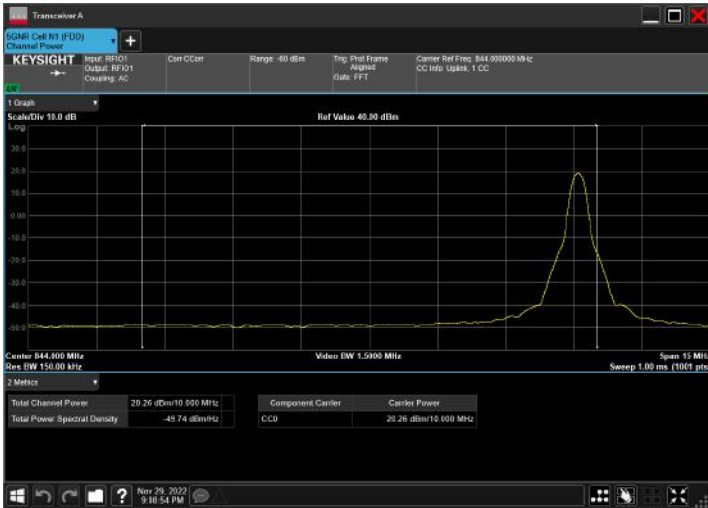 Transceiver A
5GNR Cell N1 (FDD)
Channel Power
KEYSIGHT
Input: RFIO1
Output: RFIO1
Coupling: AC
Corr CCorr
Range: -60 dBm
Trig: Prot Frame
Aligned
Gate: FFT
Carrier Ref Freq: 844.000000 MHz
CC Info: Uplink, 1 CC
1 Graph
Scale/Div 10.0 dB
Ref Value 40.00 dBm
Log
30.0
20.0
10.0
0.00
-10.0
-20.0
-30.0
-40.0
-50.0
Center 844.000 MHz
Video BW 1.5000 MHz
Span 15 MHz
Res BW 150.00 kHz
Sweep 1.00 ms (1001 pts
2 Metrics
Total Channel Power 20.26 dBm/10.000 MHz
Total Power Spectral Density -49.74 dBm/Hz
Component Carrier Carrier Power
CC0 20.26 dBm/10.000 MHz
Nov 29, 2022
9:18:54 PM